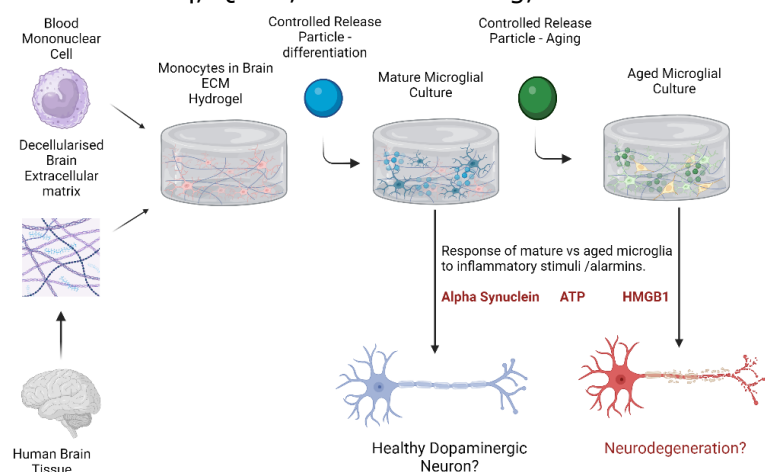 Blood
Mononuclear
Cell
Decellularised
Brain
Extracellular
matrix
Human Brain
Tissue
Monocytes in Brain
ECM
Hydrogel
Controlled Release
Particle -
differentiation
Mature Microglial
Culture
Controlled Release
Particle - Aging
Aged Microglial
Culture
Response of mature vs aged microglia
to inflammatory stimuli /alarmins.
Alpha Synuclein ATP HMGB1
Healthy Dopaminergic
Neuron?
Neurodegeneration?